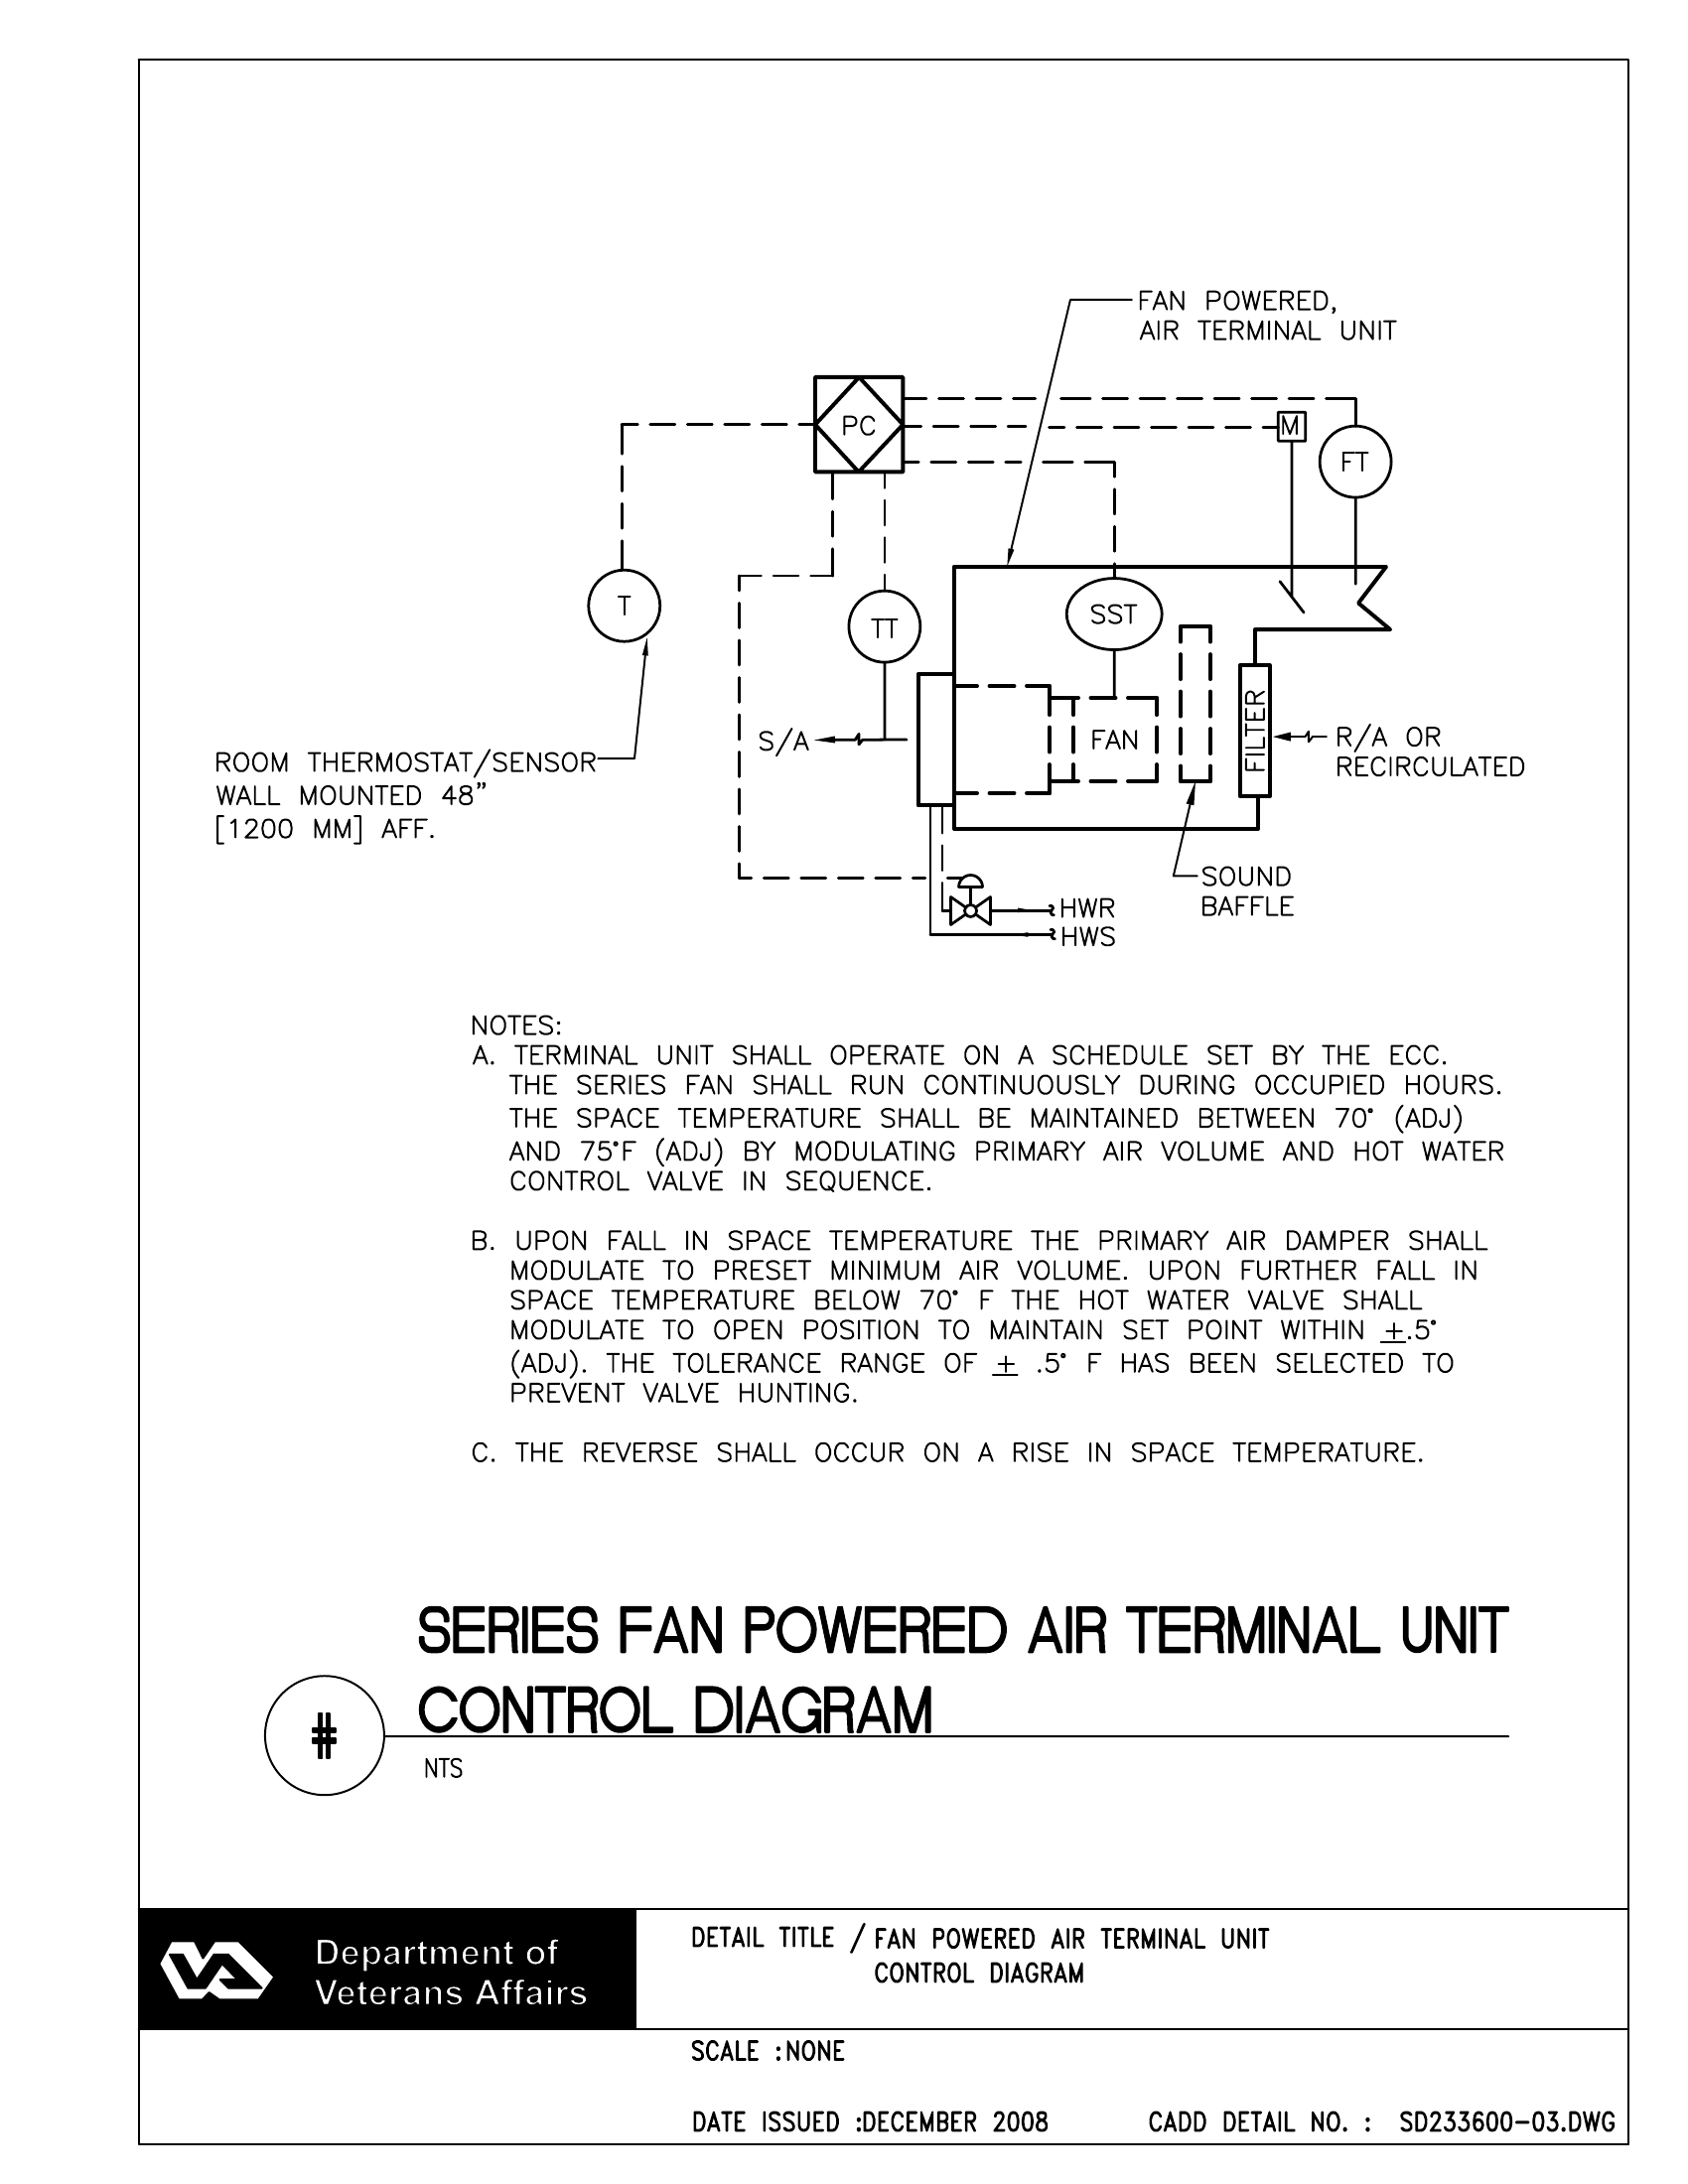 FAN POWERED,
AIR TERMINAL UNIT
PC
M
FT
T
TT
SST
S/A
FAN
FILTER
R/A OR
RECIRCULATED
ROOM THERMOSTAT/SENSOR
WALL MOUNTED 48”
[1200 MM] AFF.
SOUND
BAFFLE
HWR
HWS
NOTES:
A. TERMINAL UNIT SHALL OPERATE ON A SCHEDULE SET BY THE ECC.
THE SERIES FAN SHALL RUN CONTINUOUSLY DURING OCCUPIED HOURS.
THE SPACE TEMPERATURE SHALL BE MAINTAINED BETWEEN 70° (ADJ)
AND 75°F (ADJ) BY MODULATING PRIMARY AIR VOLUME AND HOT WATER
CONTROL VALVE IN SEQUENCE.
B. UPON FALL IN SPACE TEMPERATURE THE PRIMARY AIR DAMPER SHALL
MODULATE TO PRESET MINIMUM AIR VOLUME. UPON FURTHER FALL IN
SPACE TEMPERATURE BELOW 70° F THE HOT WATER VALVE SHALL
MODULATE TO OPEN POSITION TO MAINTAIN SET POINT WITHIN ±.5°
(ADJ). THE TOLERANCE RANGE OF ± .5° F HAS BEEN SELECTED TO
PREVENT VALVE HUNTING.
C. THE REVERSE SHALL OCCUR ON A RISE IN SPACE TEMPERATURE.
SERIES FAN POWERED AIR TERMINAL UNIT
CONTROL DIAGRAM
#
NTS
Department of
Veterans Affairs
DETAIL TITLE / FAN POWERED AIR TERMINAL UNIT
CONTROL DIAGRAM
SCALE :NONE
DATE ISSUED :DECEMBER 2008 CADD DETAIL NO. : SD233600-03.DWG